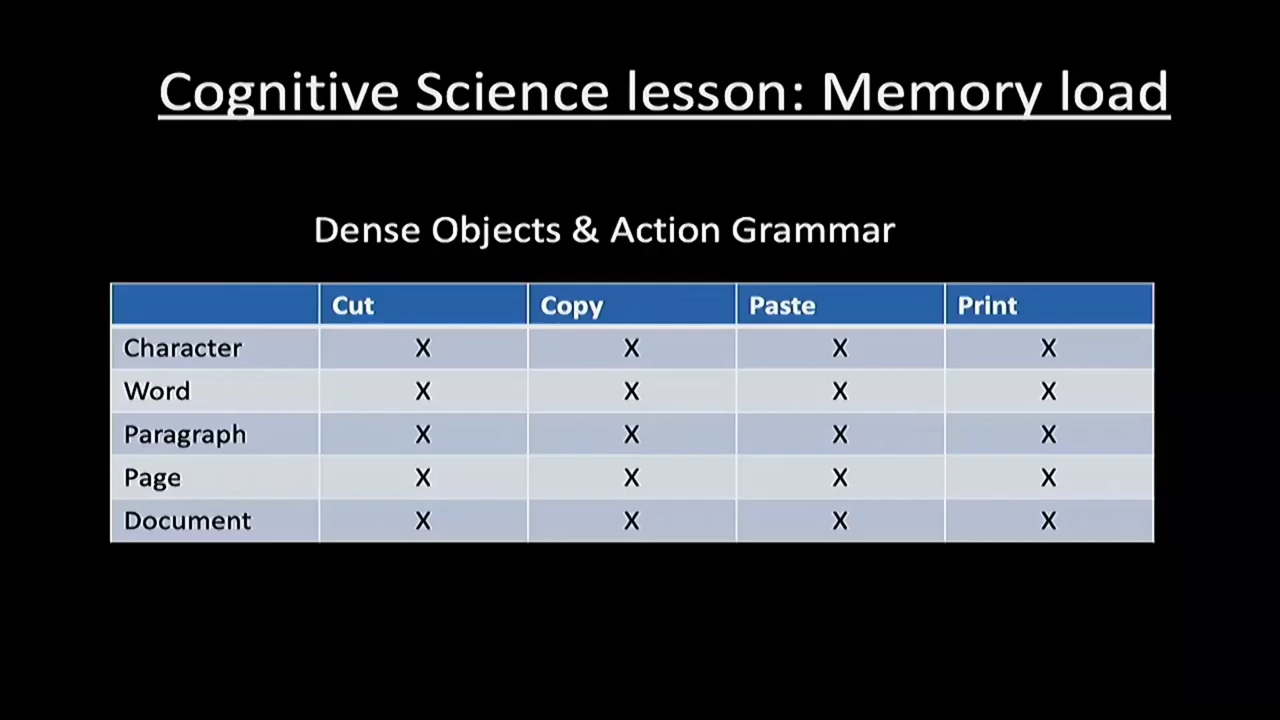 Cognitive Science lesson: Memory load
Dense Objects & Action Grammar
Cut Copy Paste Print
Character X X X X
Word X X X X
Paragraph X X X X
Page X X X X
Document X X X X